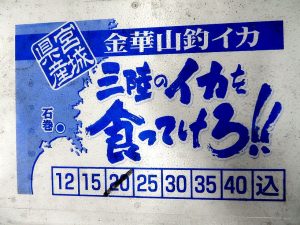 宮城
県産
金華山釣イカ
三陸のイカを
食ってけろ!!
石巻
12 15 20 25 30 35 40 込